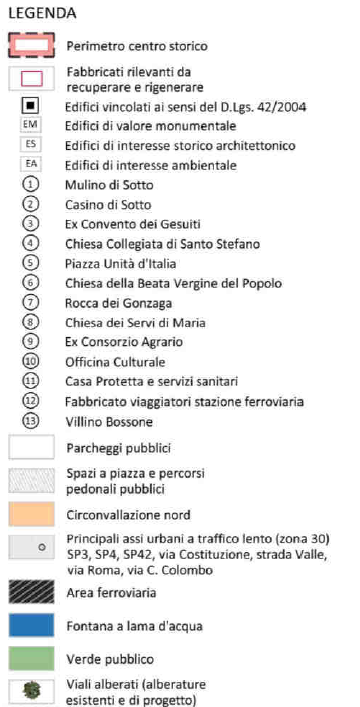 LEGENDA
Perimetro centro storico
Fabbricati rilevanti da
recuperare e rigenerare
Edifici vincolati ai sensi del D.Lgs. 42/2004
EM Edifici di valore monumentale
ES Edifici di interesse storico architettonico
EA Edifici di interesse ambientale
1 Mulino di Sotto
2 Casino di Sotto
3 Ex Convento dei Gesuiti
4 Chiesa Collegiata di Santo Stefano
5 Piazza Unità d'Italia
6 Chiesa della Beata Vergine del Popolo
7 Rocca dei Gonzaga
8 Chiesa dei Servi di Maria
9 Ex Consorzio Agrario
10 Officina Culturale
11 Casa Protetta e servizi sanitari
12 Fabbricato viaggiatori stazione ferroviaria
13 Villino Bossone
Parcheggi pubblici
Spazi a piazza e percorsi
pedonali pubblici
Circonvallazione nord
Principali assi urbani a traffico lento (zona 30)
SP3, SP4, SP42, via Costituzione, strada Valle,
via Roma, via C. Colombo
Area ferroviaria
Fontana a lama d'acqua
Verde pubblico
Viali alberati (alberature
esistenti e di progetto)